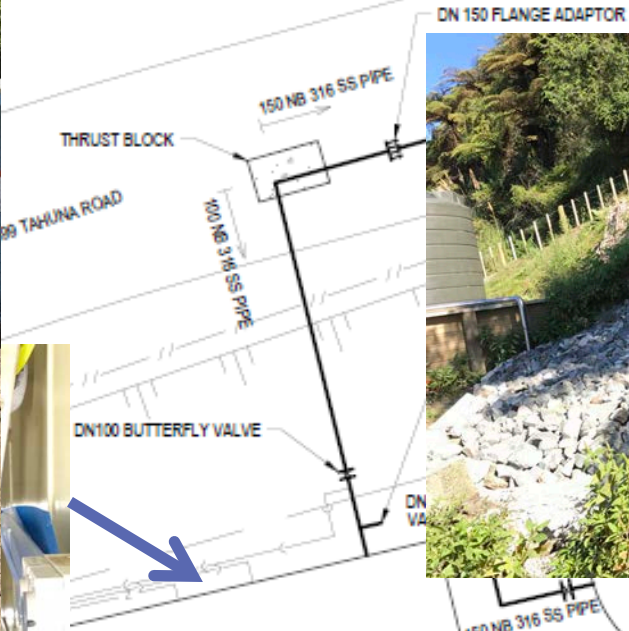 DN 150 FLANGE ADAPTOR
150 NB 316 SS PIPE
THRUST BLOCK
99 TAHUNA ROAD
100 NB 316 SS PIPE
DN100 BUTTERFLY VALVE
DN
VA
150 NB 316 SS PIPE